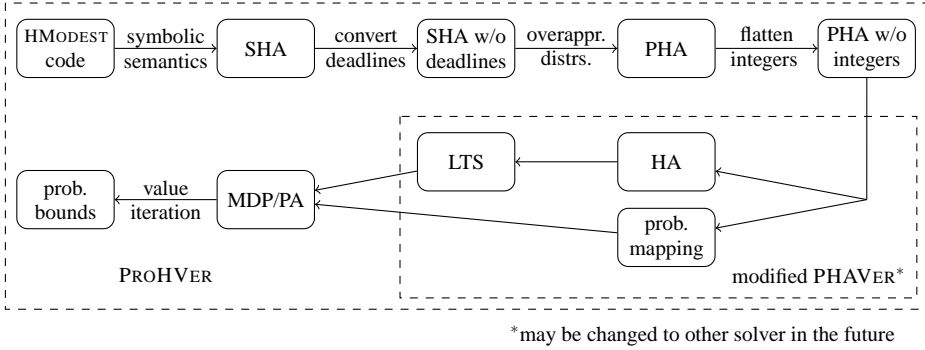 HMODEST
code
symbolic
semantics
SHA
convert
deadlines
SHA w/o
deadlines
overappr.
distrs.
PHA
flatten
integers
PHA w/o
integers
LTS
HA
prob.
bounds
value
iteration
MDP/PA
prob.
mapping
PROHVER
modified PHAVER*
*may be changed to other solver in the future